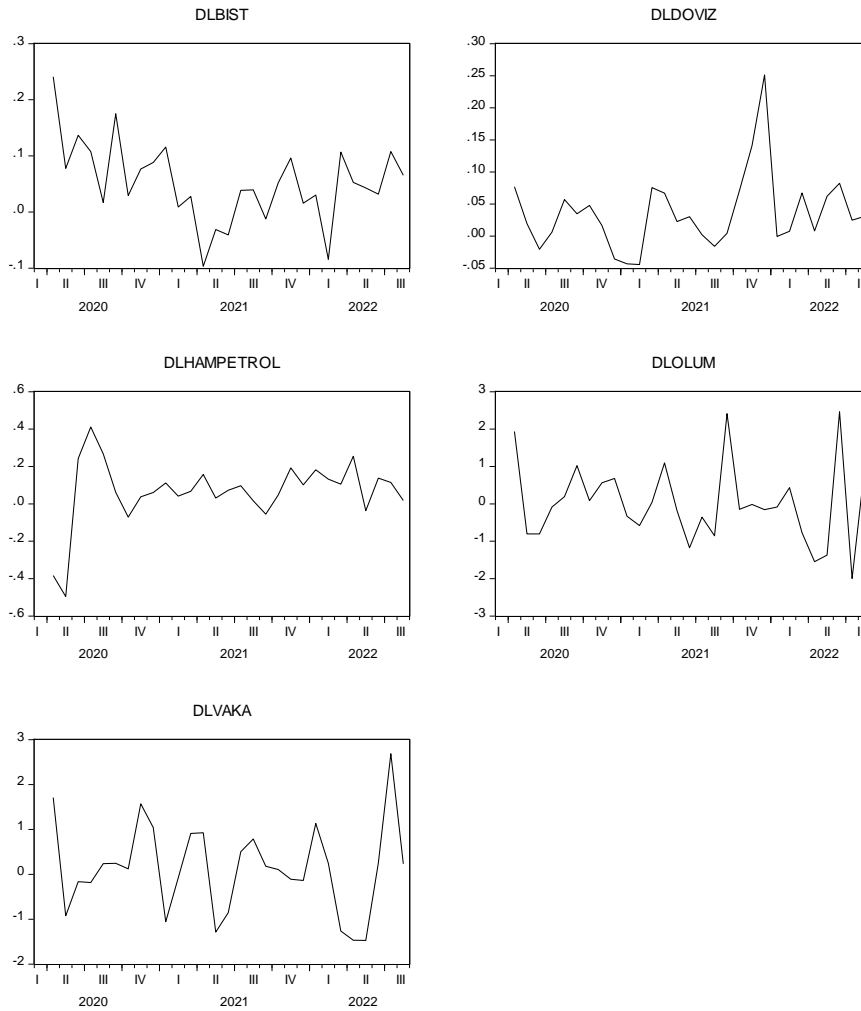 DLBIST
.3
.2
.1
.0
-.1
I II III IV I II III IV I II III
2020 2021 2022
DLDOVIZ
.30
.25
.20
.15
.10
.05
.00
-.05
I II III IV I II III IV I II
2020 2021 2022
DLHAMPETROL
.6
.4
.2
.0
-.2
-.4
-.6
I II III IV I II III IV I II III
2020 2021 2022
DLOLUM
3
2
1
0
-1
-2
-3
I II III IV I II III IV I II
2020 2021 2022
DLVAKA
3
2
1
0
-1
-2
I II III IV I II III IV I II III
2020 2021 2022